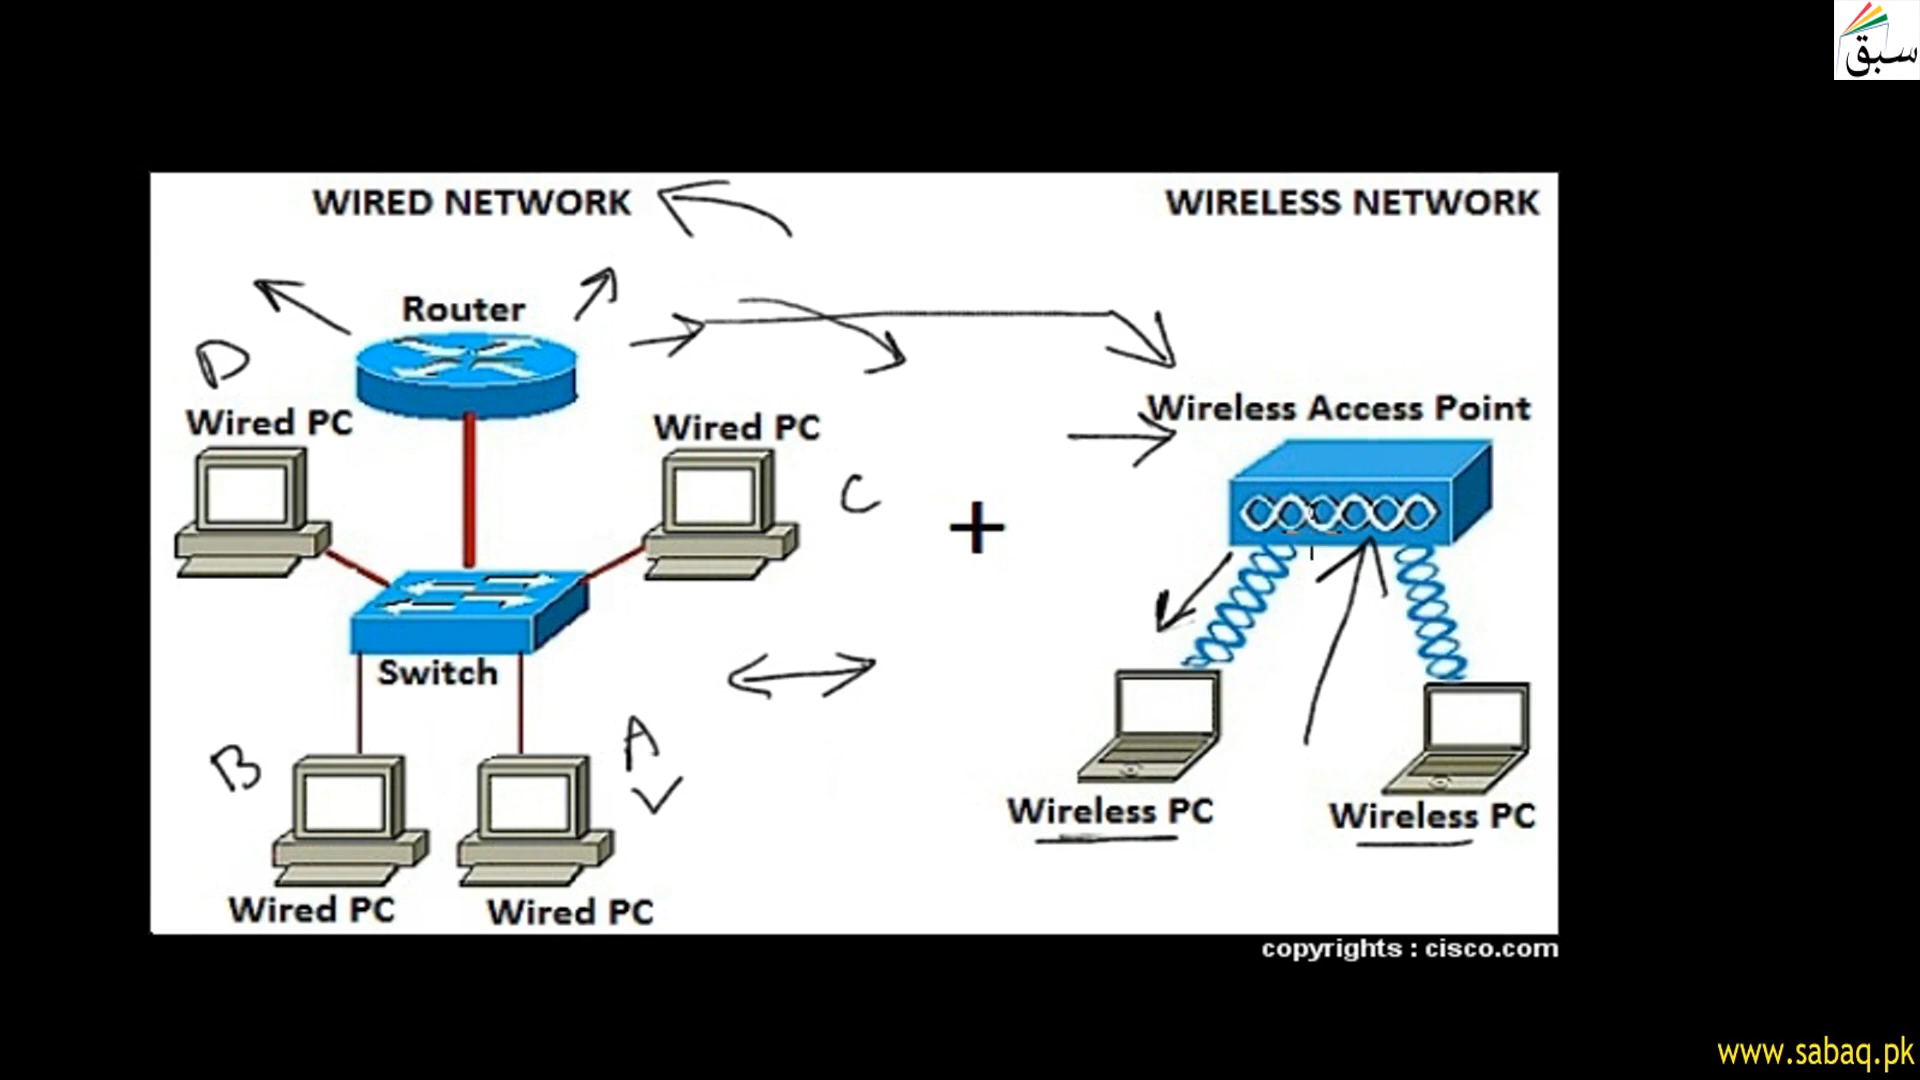 سبق
WIRED NETWORK
WIRELESS NETWORK
Router
D
Wired PC
Wired PC
Wireless Access Point
C
+
Switch
A
B
Wireless PC
Wireless PC
Wired PC
Wired PC
copyrights : cisco.com
www.sabaq.pk